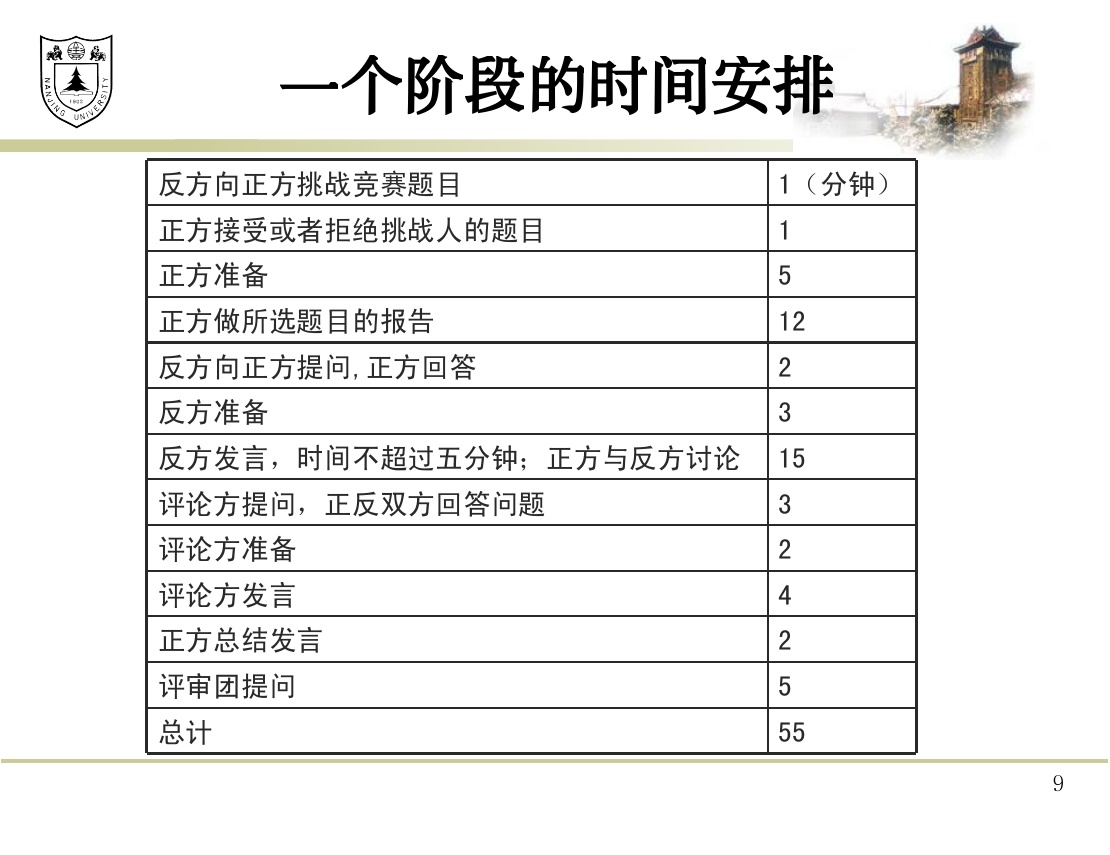 NANJING UNIVERSITY
1902
一个阶段的时间安排
反方向正方挑战竞赛题目 1（分钟）
正方接受或者拒绝挑战人的题目 1
正方准备 5
正方做所选题目的报告 12
反方向正方提问,正方回答 2
反方准备 3
反方发言，时间不超过五分钟；正方与反方讨论 15
评论方提问，正反双方回答问题 3
评论方准备 2
评论方发言 4
正方总结发言 2
评审团提问 5
总计 55
9